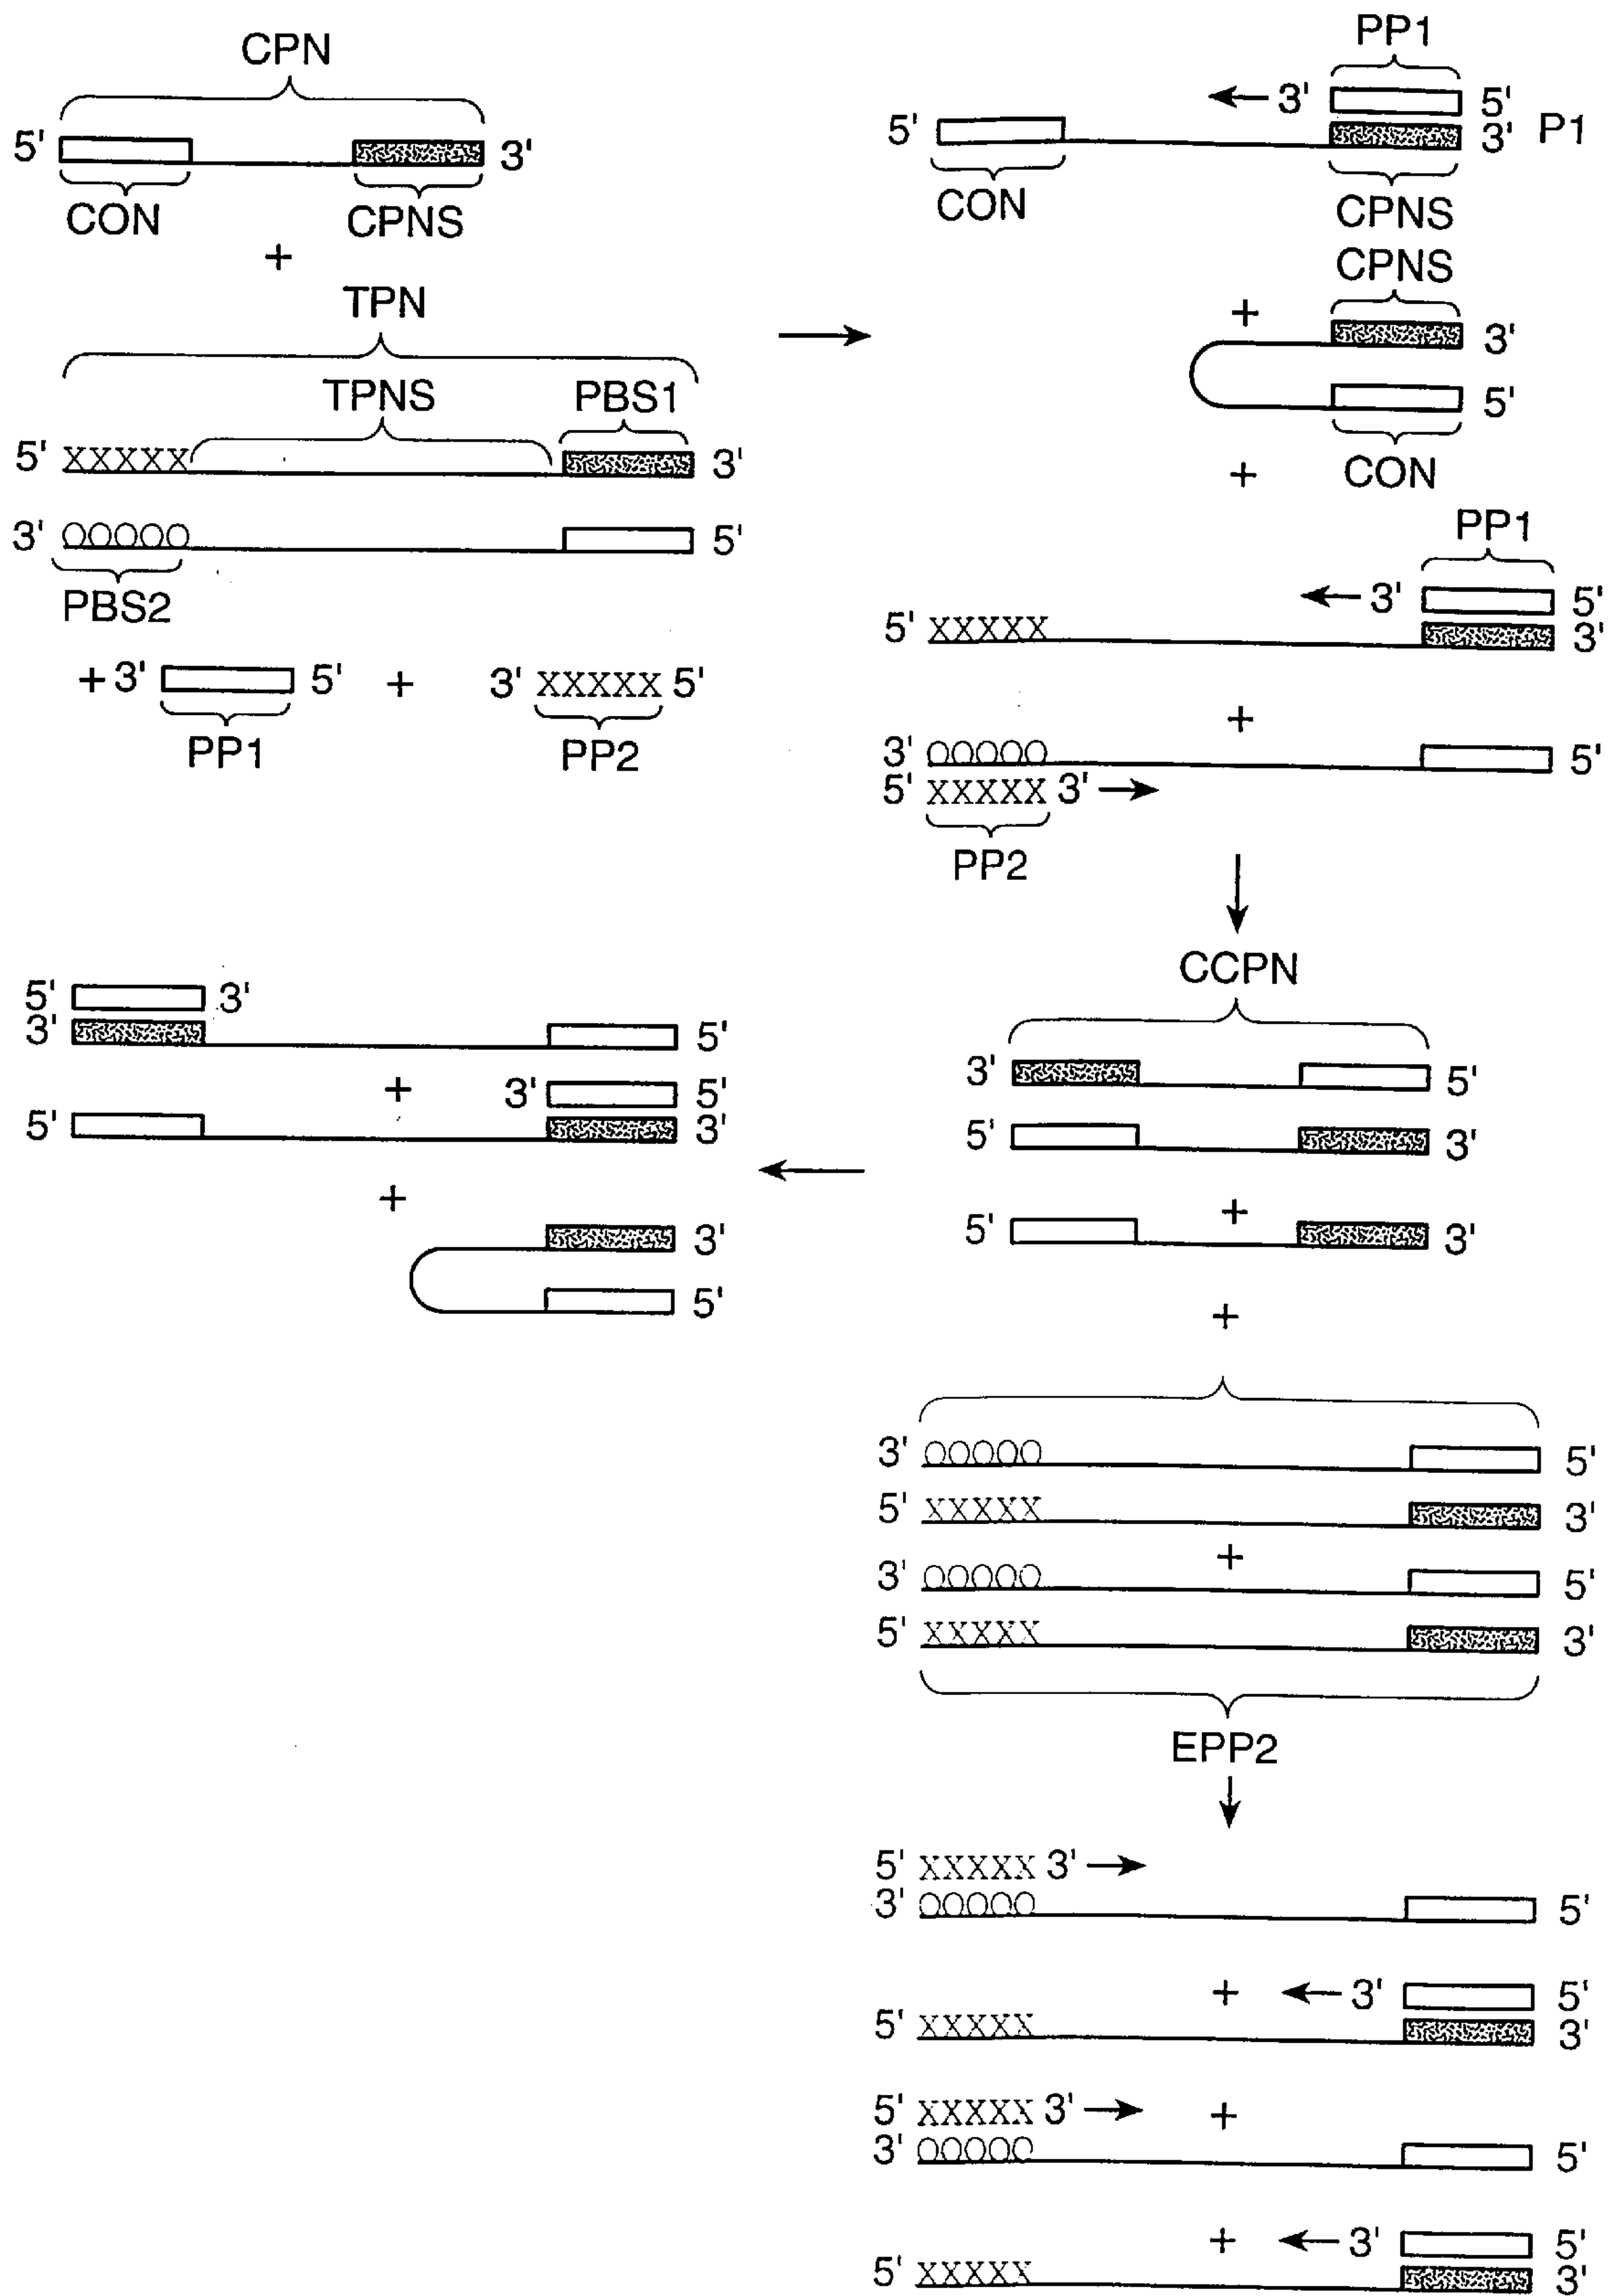 CPN
5' 3'
CON CPNS
+
TPN
TPNS PBS1
5' XXXXX 3'
3' OOOOO 5'
PBS2
+ 3' 5' + 3' XXXXX 5'
PP1 PP2
PP1
3' 5'
5' 3' P1
CON CPNS
CPNS
+
3'
5'
+ CON
PP1
3' 5'
5' XXXXX 3'
+
3' OOOOO 5'
5' XXXXX 3'
PP2
CCPN
3' 5'
5' 3'
+
5' 3'
+
3' OOOOO 5'
5' XXXXX 3'
+
3' OOOOO 5'
5' XXXXX 3'
EPP2
5' 3'
3' 5'
+ 3' 5'
5' 3'
+
3'
5'
5' XXXXX 3'
3' OOOOO 5'
+ 3' 5'
5' XXXXX 3'
5' XXXXX 3' +
3' OOOOO 5'
+ 3' 5'
5' XXXXX 3'